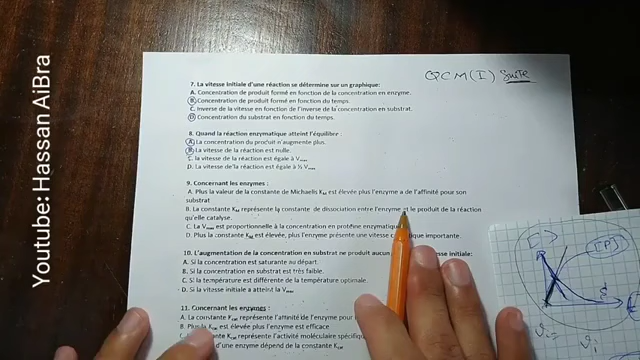 QCM (I) Suite
7. La vitesse initiale d'une réaction se détermine sur un graphique:
A. Concentration de produit formé en fonction de la concentration en enzyme.
B. Concentration de produit formé en fonction du temps.
C. Inverse de la vitesse en fonction de l'inverse de la concentration en substrat.
D. Concentration du substrat en fonction du temps.
8. Quand la réaction enzymatique atteint l'équilibre :
A. La concentration du produit n'augmente plus.
B. La vitesse de la réaction est nulle.
C. la vitesse de la réaction est égale à Vmax
D. La vitesse de la réaction est égale à ½ Vmax
9. Concernant les enzymes :
A. Plus la valeur de la constante de Michaelis KM est élevée plus l'enzyme a de l'affinité pour son
substrat
B. La constante KM représente la constante de dissociation entre l'enzyme et le produit de la réaction
qu'elle catalyse.
C. La Vmax est proportionnelle à la concentration en protéine enzymatique
D. Plus la constante KM est élevée, plus l'enzyme présente une vitesse importante.
10. L'augmentation de la concentration en substrat ne produit aucun vitesse initiale:
A. Si la concentration est saturante au départ.
B. Si la concentration en substrat est très faible.
C. Si la température est différente de la température optimale.
D. Si la vitesse initiale a atteint la Vmax
11. Concernant les enzymes:
A. La constante Kcat représente l'affinité de l'enzyme pour
B. Plus la Kcat est élevée plus l'enzyme est efficace
Kcat représente l'activité moléculaire spécifique
d'un enzyme dépend de la constante Kcat
[P]
Youtube: Hassan AiBra